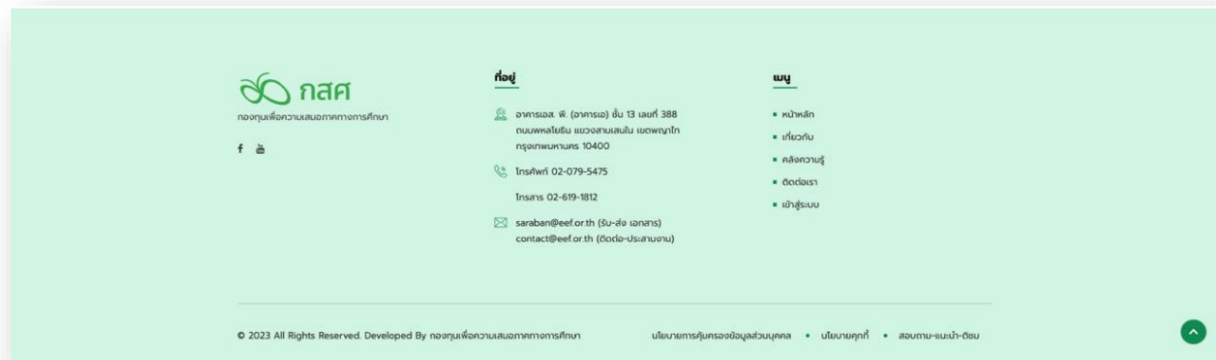 กสศ
กองทุนเพื่อความเสมอภาคทางการศึกษา
ที่อยู่
อาคารเอส. พี. (อาคารเอ) ชั้น 13 เลขที่ 388
ถนนพหลโยธิน แขวงสามเสนใน เขตพญาไท
กรุงเทพมหานคร 10400
โทรศัพท์ 02-079-5475
โทรสาร 02-619-1812
saraban@eef.or.th (รับ-ส่ง เอกสาร)
contact@eef.or.th (ติดต่อ-ประสานงาน)
เมนู
หน้าหลัก
เกี่ยวกับ
คลังความรู้
ติดต่อเรา
เข้าสู่ระบบ
© 2023 All Rights Reserved. Developed By กองทุนเพื่อความเสมอภาคทางการศึกษา
นโยบายการคุ้มครองข้อมูลส่วนบุคคล • นโยบายคุกกี้ • สอบถาม-แนะนำ-ติชม